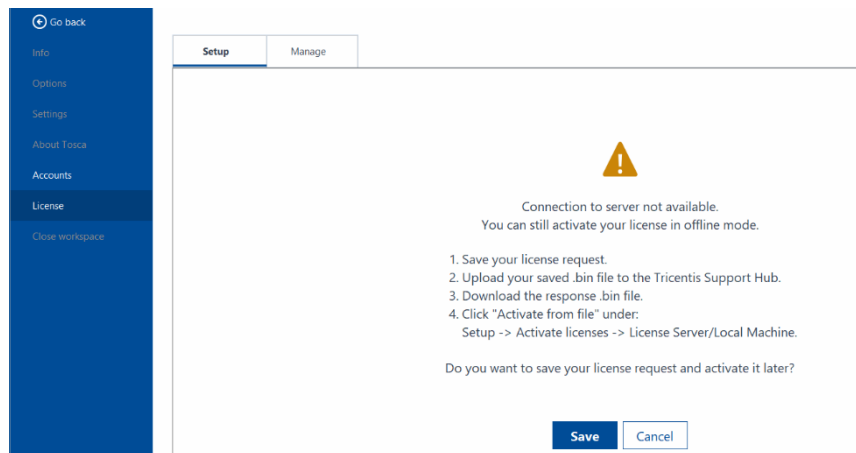 Go back
Info
Options
Settings
About Tosca
Accounts
License
Close workspace
Setup
Manage
Connection to server not available.
You can still activate your license in offline mode.
1. Save your license request.
2. Upload your saved .bin file to the Tricentis Support Hub.
3. Download the response .bin file.
4. Click "Activate from file" under:
Setup -> Activate licenses -> License Server/Local Machine.
Do you want to save your license request and activate it later?
Save
Cancel